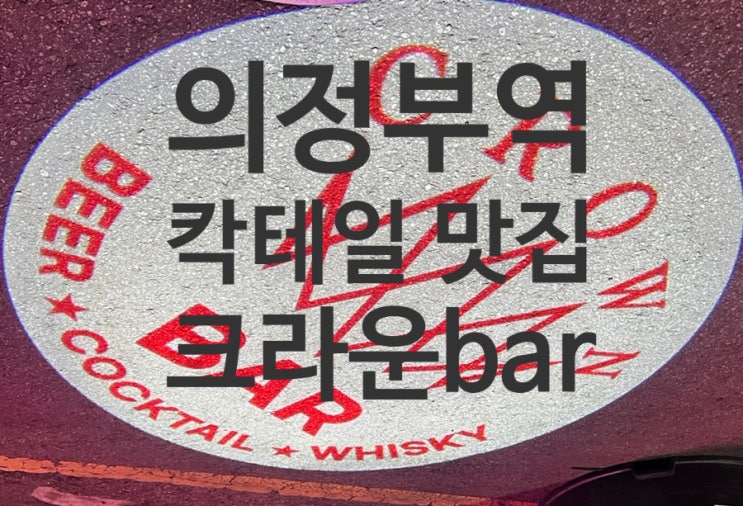 의정부역
칵테일 맛집
크라운bar
CROWN
BAR
BEER ★ COCKTAIL ★ WHISKY